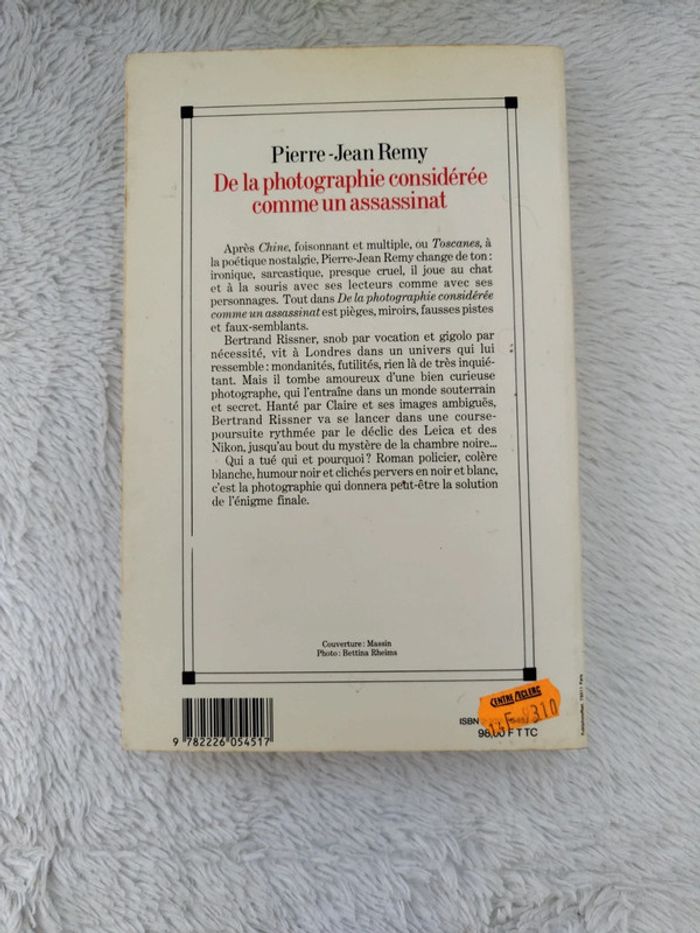 Pierre-Jean Remy
De la photographie considérée
comme un assassinat
Après Chine, foisonnant et multiple, ou Toscanes, à
la poétique nostalgie, Pierre-Jean Remy change de ton :
ironique, sarcastique, presque cruel, il joue au chat
et à la souris avec ses lecteurs comme avec ses
personnages. Tout dans De la photographie considérée
comme un assassinat est pièges, miroirs, fausses pistes
et faux-semblants.
Bertrand Rissner, snob par vocation et gigolo par
nécessité, vit à Londres dans un univers qui lui
ressemble : mondanités, futilités, rien là de très inquié-
tant. Mais il tombe amoureux d'une bien curieuse
photographe, qui l'entraîne dans un monde souterrain
et secret. Hanté par Claire et ses images ambiguës,
Bertrand Rissner va se lancer dans une course-
poursuite rythmée par le déclic des Leica et des
Nikon, jusqu'au bout du mystère de la chambre noire...
Qui a tué qui et pourquoi ? Roman policier, colère
blanche, humour noir et clichés pervers en noir et blanc,
c'est la photographie qui donnera peut-être la solution
de l'énigme finale.
Couverture : Massin
Photo : Bettina Rheims
CENTRE E.LECLERC
ISBN
98,00 F TTC
9 782226 054517